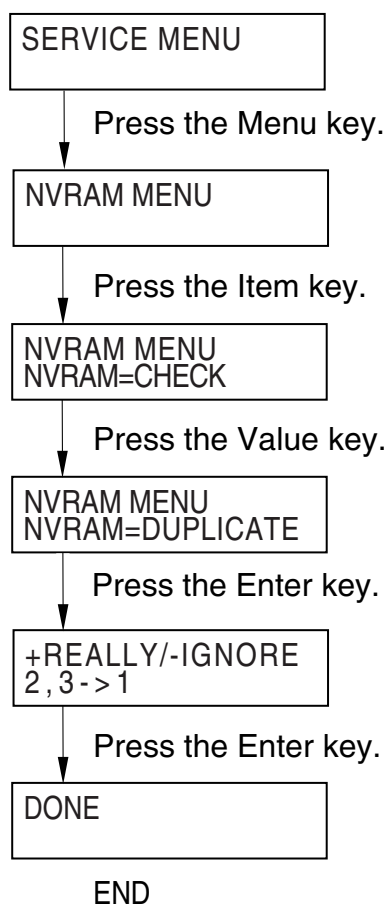 SERVICE MENU
Press the Menu key.
NVRAM MENU
Press the Item key.
NVRAM MENU
NVRAM=CHECK
Press the Value key.
NVRAM MENU
NVRAM=DUPLICATE
Press the Enter key.
+REALLY/-IGNORE
2,3->1
Press the Enter key.
DONE
END